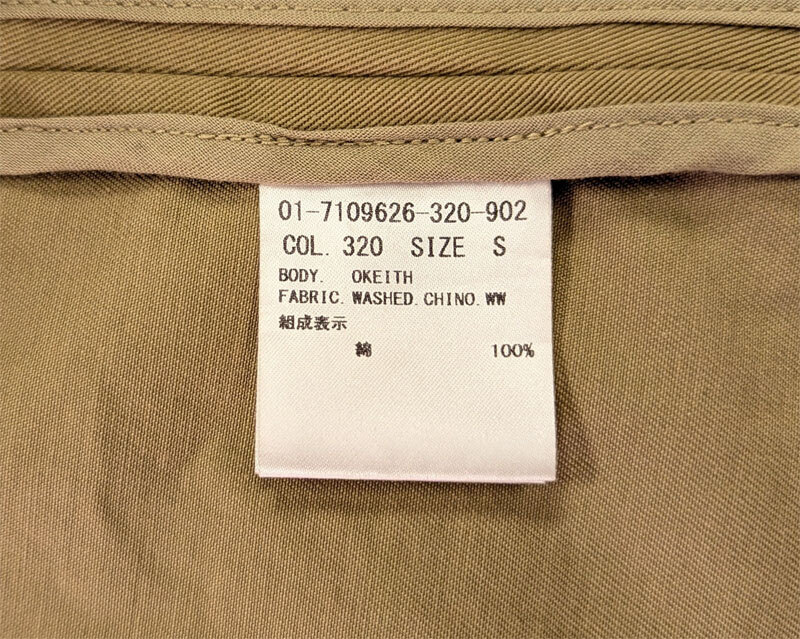 01-7109626-320-902
COL. 320 SIZE S
BODY. OKEITH
FABRIC. WASHED. CHINO. WW
組成表示
綿 100%